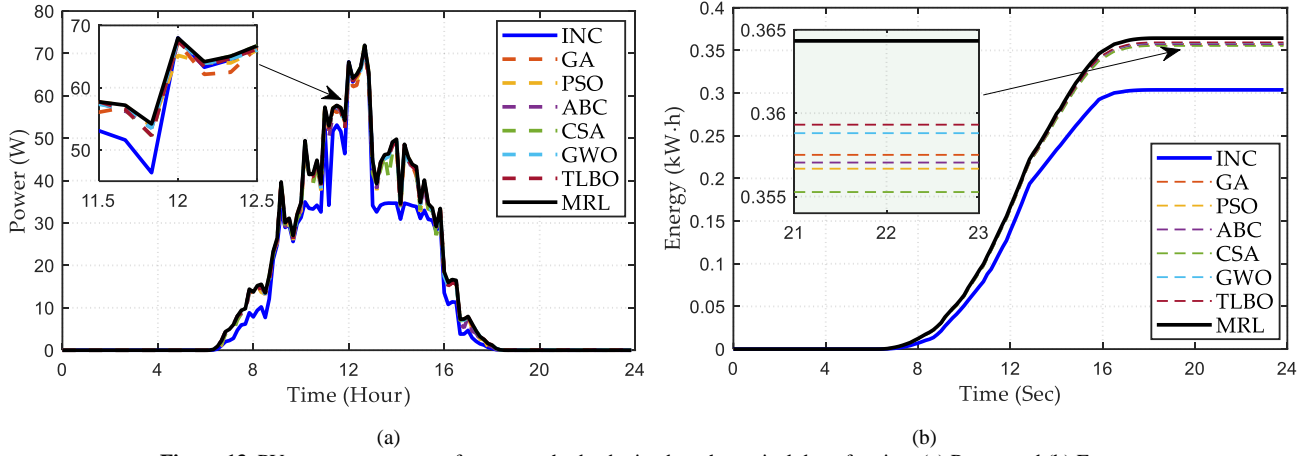 80
70
60
50
40
30
20
10
0
Power (W)
0 4 8 12 16 20 24
Time (Hour)
70
60
50
11.5 12 12.5
INC
GA
PSO
ABC
CSA
GWO
TLBO
MRL
(a)
0.4
0.35
0.3
0.25
0.2
0.15
0.1
0.05
0
Energy (kW·h)
0 4 8 12 16 20 24
Time (Sec)
0.365
0.36
0.355
21 22 23
INC
GA
PSO
ABC
CSA
GWO
TLBO
MRL
(b)